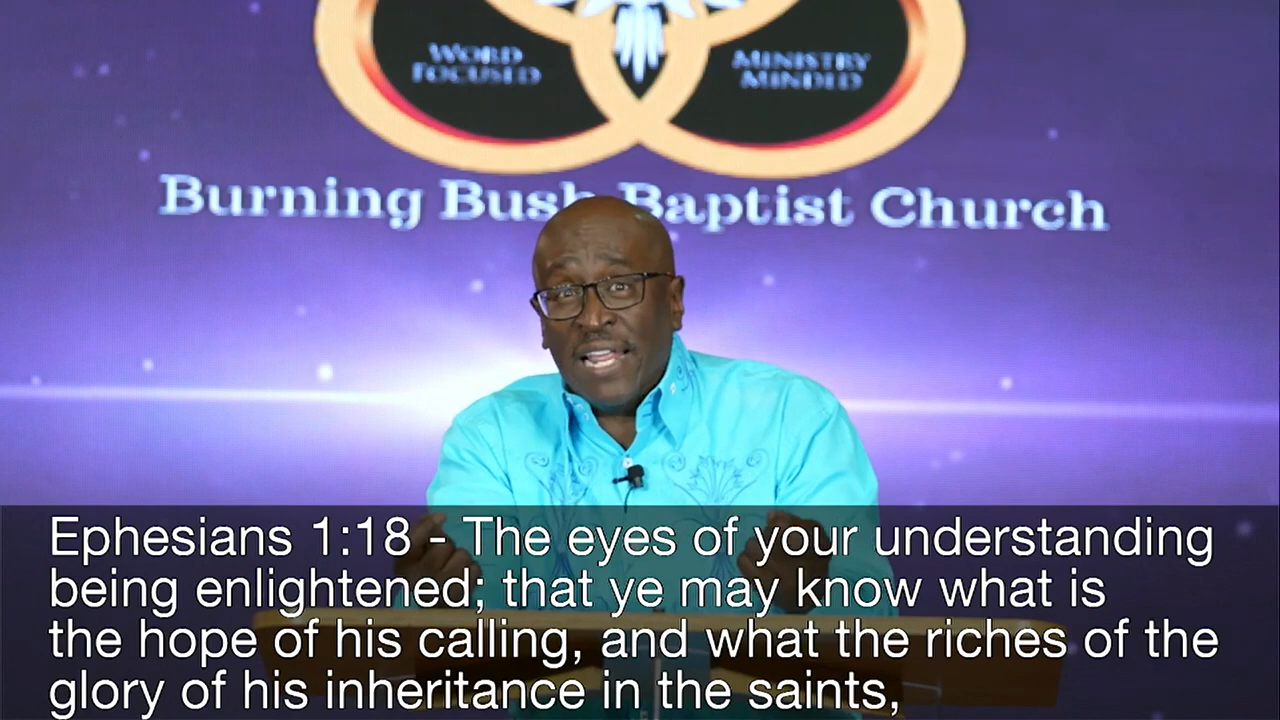 WORD
FOCUSED
MINISTRY
MINDED
Burning Bush Baptist Church
Ephesians 1:18 - The eyes of your understanding
being enlightened; that ye may know what is
the hope of his calling, and what the riches of the
glory of his inheritance in the saints,